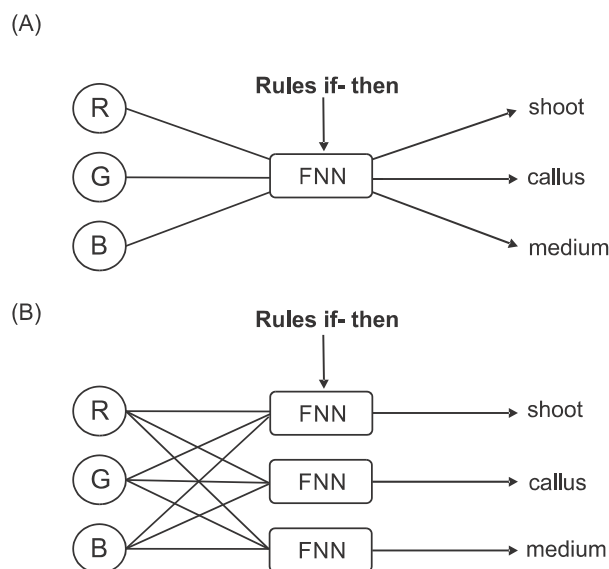 (A)
Rules if- then
R
shoot
G
FNN
callus
B
medium
(B)
Rules if- then
R
FNN
shoot
G
FNN
callus
B
FNN
medium